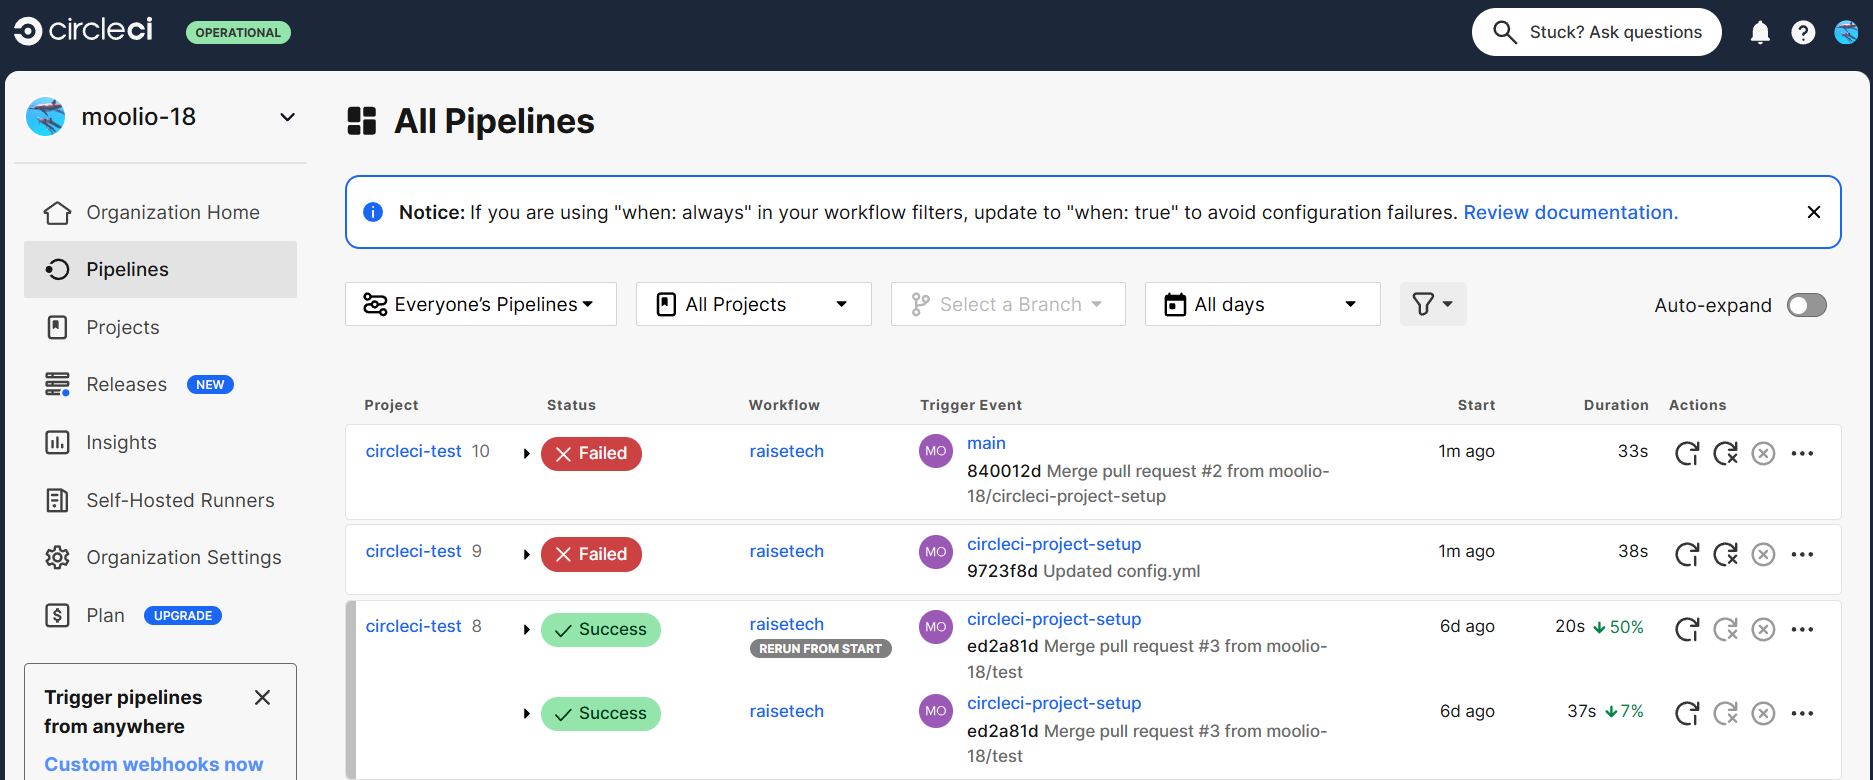 circleci
OPERATIONAL
Stuck? Ask questions
moolio-18
Organization Home
Pipelines
Projects
Releases NEW
Insights
Self-Hosted Runners
Organization Settings
Plan UPGRADE
Trigger pipelines
from anywhere
Custom webhooks now
All Pipelines
Notice: If you are using "when: always" in your workflow filters, update to "when: true" to avoid configuration failures. Review documentation.
Everyone's Pipelines
All Projects
Select a Branch
All days
Auto-expand
Project Status Workflow Trigger Event Start Duration Actions
circleci-test 10 Failed raisetech MO main 1m ago 33s
840012d Merge pull request #2 from moolio-
18/circleci-project-setup
circleci-test 9 Failed raisetech MO circleci-project-setup 1m ago 38s
9723f8d Updated config.yml
circleci-test 8 Success raisetech MO circleci-project-setup 6d ago 20s 50%
RERUN FROM START ed2a81d Merge pull request #3 from moolio-
18/test
Success raisetech MO circleci-project-setup 6d ago 37s 7%
ed2a81d Merge pull request #3 from moolio-
18/test